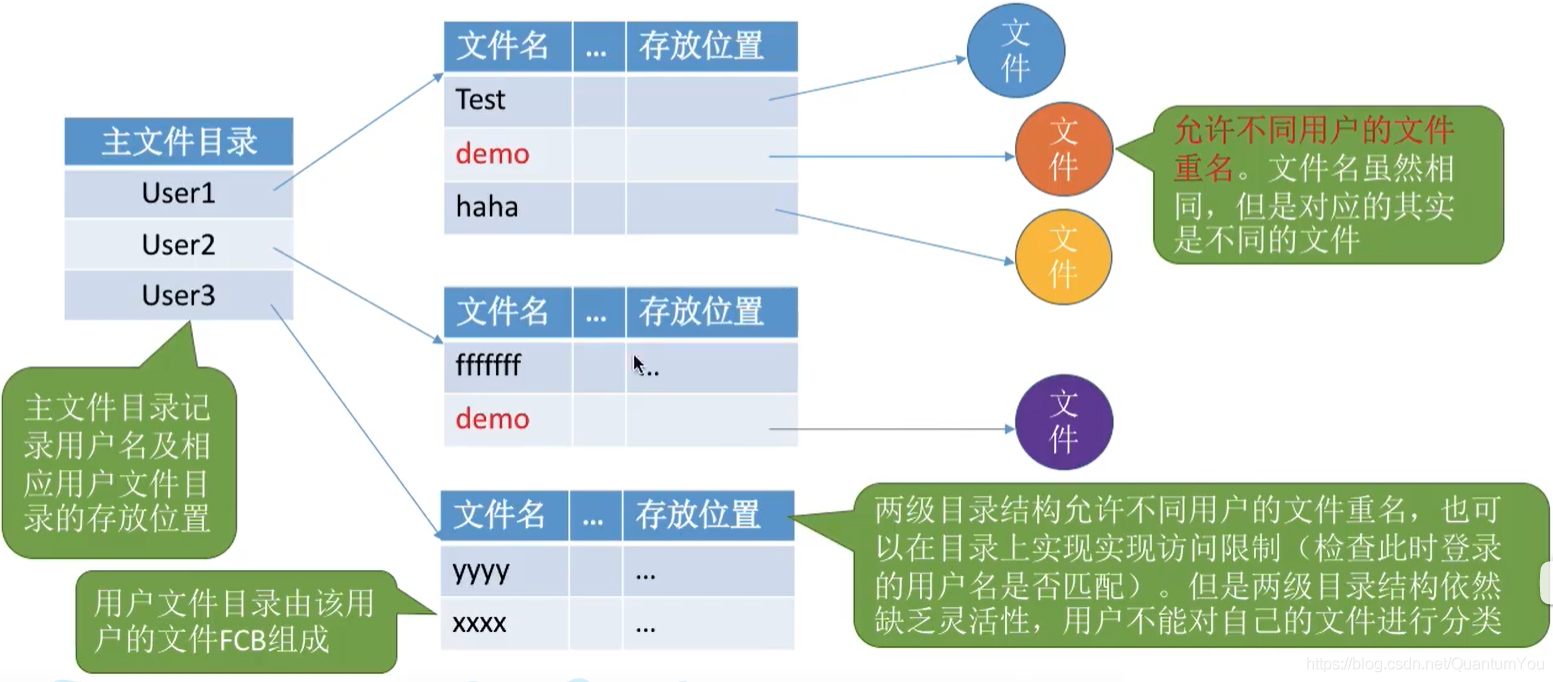 主文件目录
User1
User2
User3
主文件目录记
录用户名及相
应用户文件目
录的存放位置
文件名 ... 存放位置
Test
demo
haha
文
件
文
件
文
件
允许不同用户的文件
重名。文件名虽然相
同，但是对应的其实
是不同的文件
文件名 ... 存放位置
fffffff ...
demo
文
件
文件名 ... 存放位置
yyyy ...
xxxx ...
用户文件目录由该用
户的文件FCB组成
两级目录结构允许不同用户的文件重名，也可
以在目录上实现实现访问限制（检查此时登录
的用户名是否匹配）。但是两级目录结构依然
缺乏灵活性，用户不能对自己的文件进行分类
https://blog.csdn.net/QuantumYou